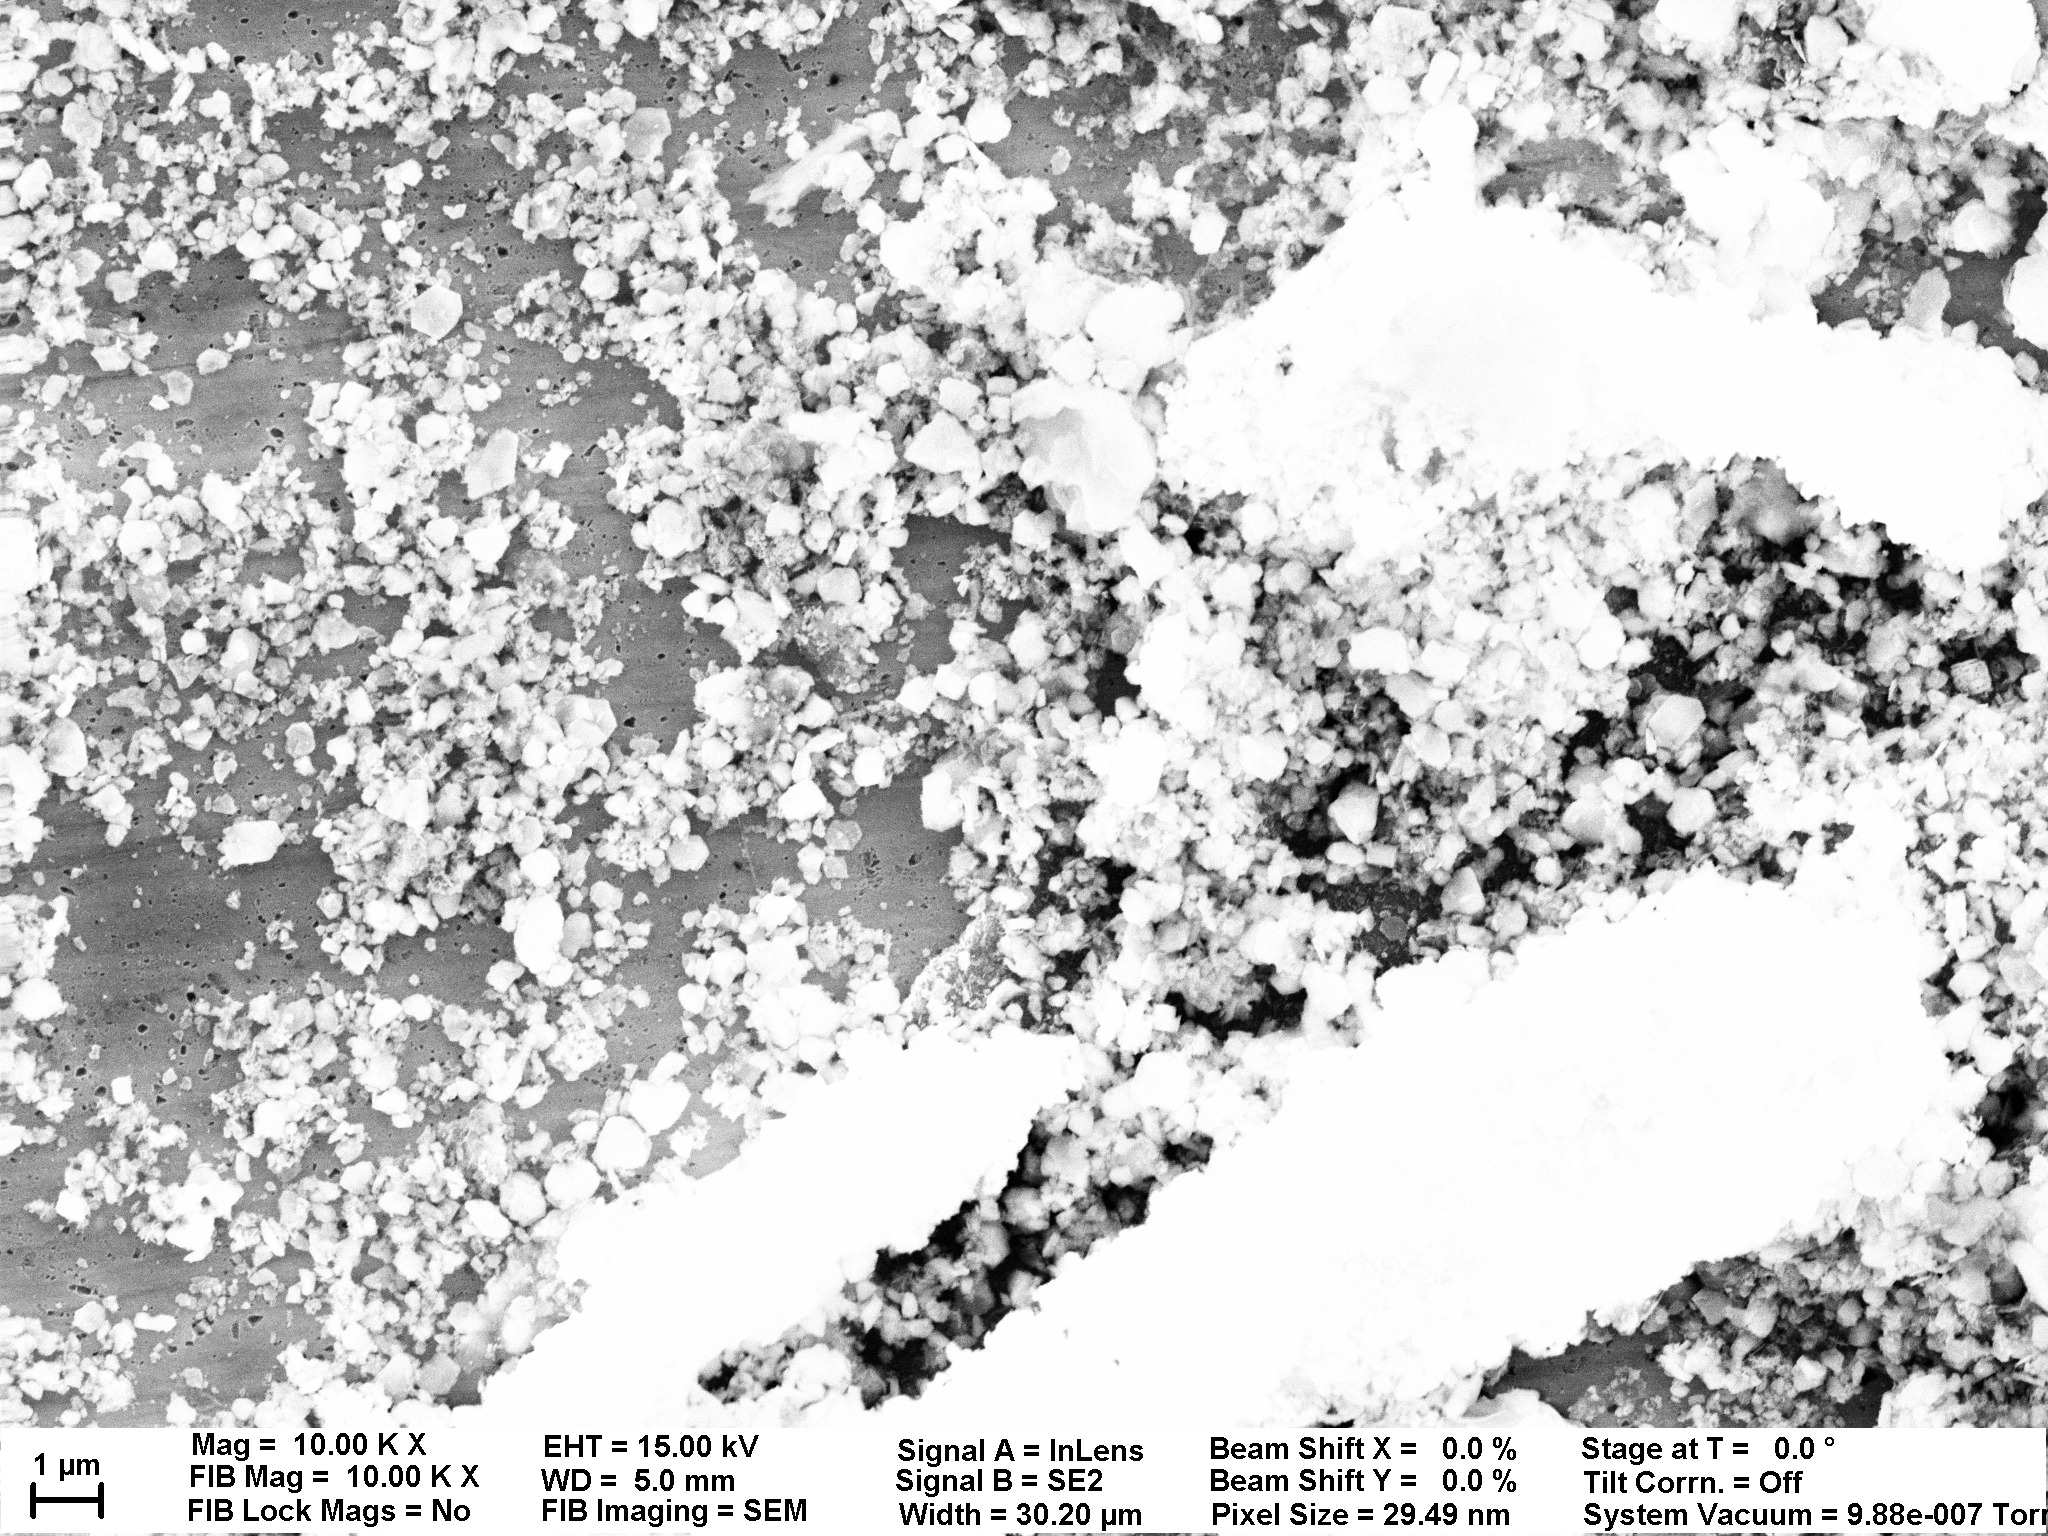 1 µm
Mag = 10.00 K X
FIB Mag = 10.00 K X
FIB Lock Mags = No
EHT = 15.00 kV
WD = 5.0 mm
FIB Imaging = SEM
Signal A = InLens
Signal B = SE2
Width = 30.20 µm
Beam Shift X = 0.0 %
Beam Shift Y = 0.0 %
Pixel Size = 29.49 nm
Stage at T = 0.0 °
Tilt Corrn. = Off
System Vacuum = 9.88e-007 Torr